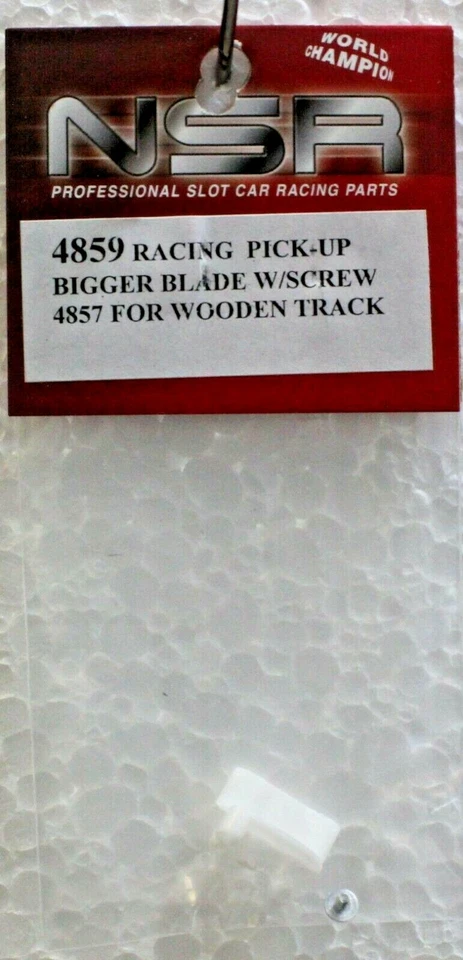 WORLD
CHAMPION
NSR
PROFESSIONAL SLOT CAR RACING PARTS
4859 RACING PICK-UP
BIGGER BLADE W/SCREW
4857 FOR WOODEN TRACK